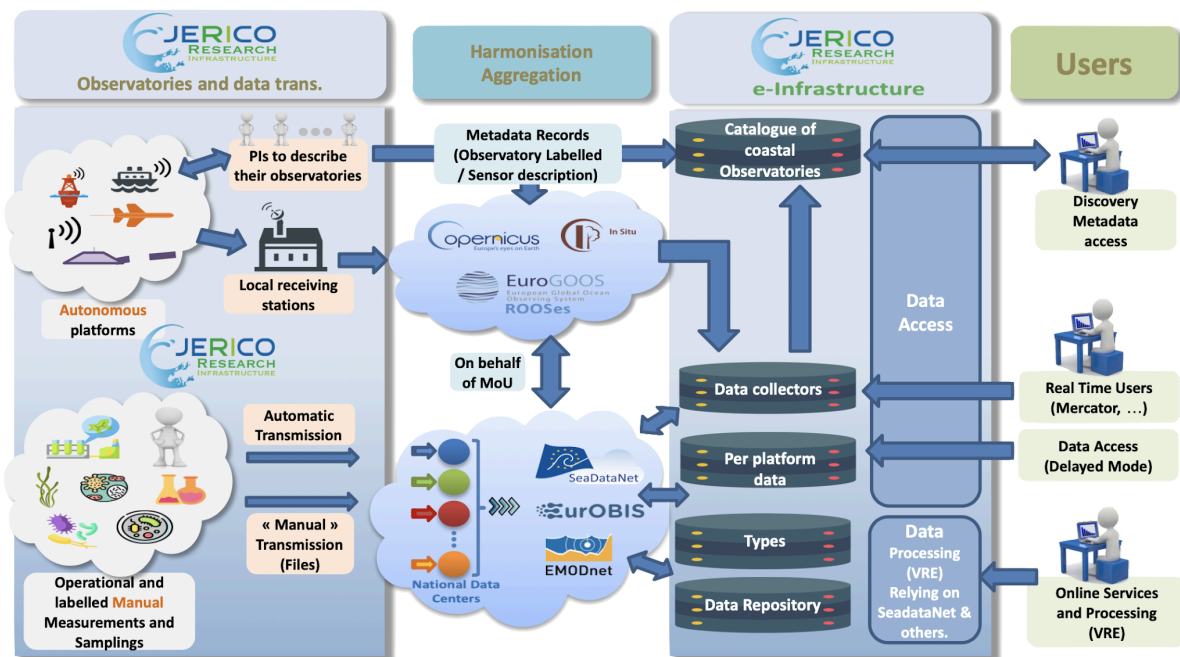 JERICO
RESEARCH
INFRASTRUCTURE
Observatories and data trans.
Harmonisation
Aggregation
JERICO
RESEARCH
INFRASTRUCTURE
e-Infrastructure
Users
PIs to describe
their observatories
Local receiving
stations
Autonomous
platforms
JERICO
RESEARCH
INFRASTRUCTURE
Automatic
Transmission
« Manual »
Transmission
(Files)
Operational and
labelled Manual
Measurements and
Samplings
Metadata Records
(Observatory Labelled
/ Sensor description)
opernicus
Europe's eyes on Earth
In Situ
EuroGOOS
European Global Ocean
Observing System
ROOSes
On behalf
of MoU
National Data
Centers
SeaDataNet
EurOBIS
EMODnet
Catalogue of
coastal
Observatories
Data collectors
Per platform
data
Types
Data Repository
Data
Access
Data
Processing
(VRE)
Relying on
SeadataNet &
others.
Discovery
Metadata
access
Real Time Users
(Mercator, ...)
Data Access
(Delayed Mode)
Online Services
and Processing
(VRE)